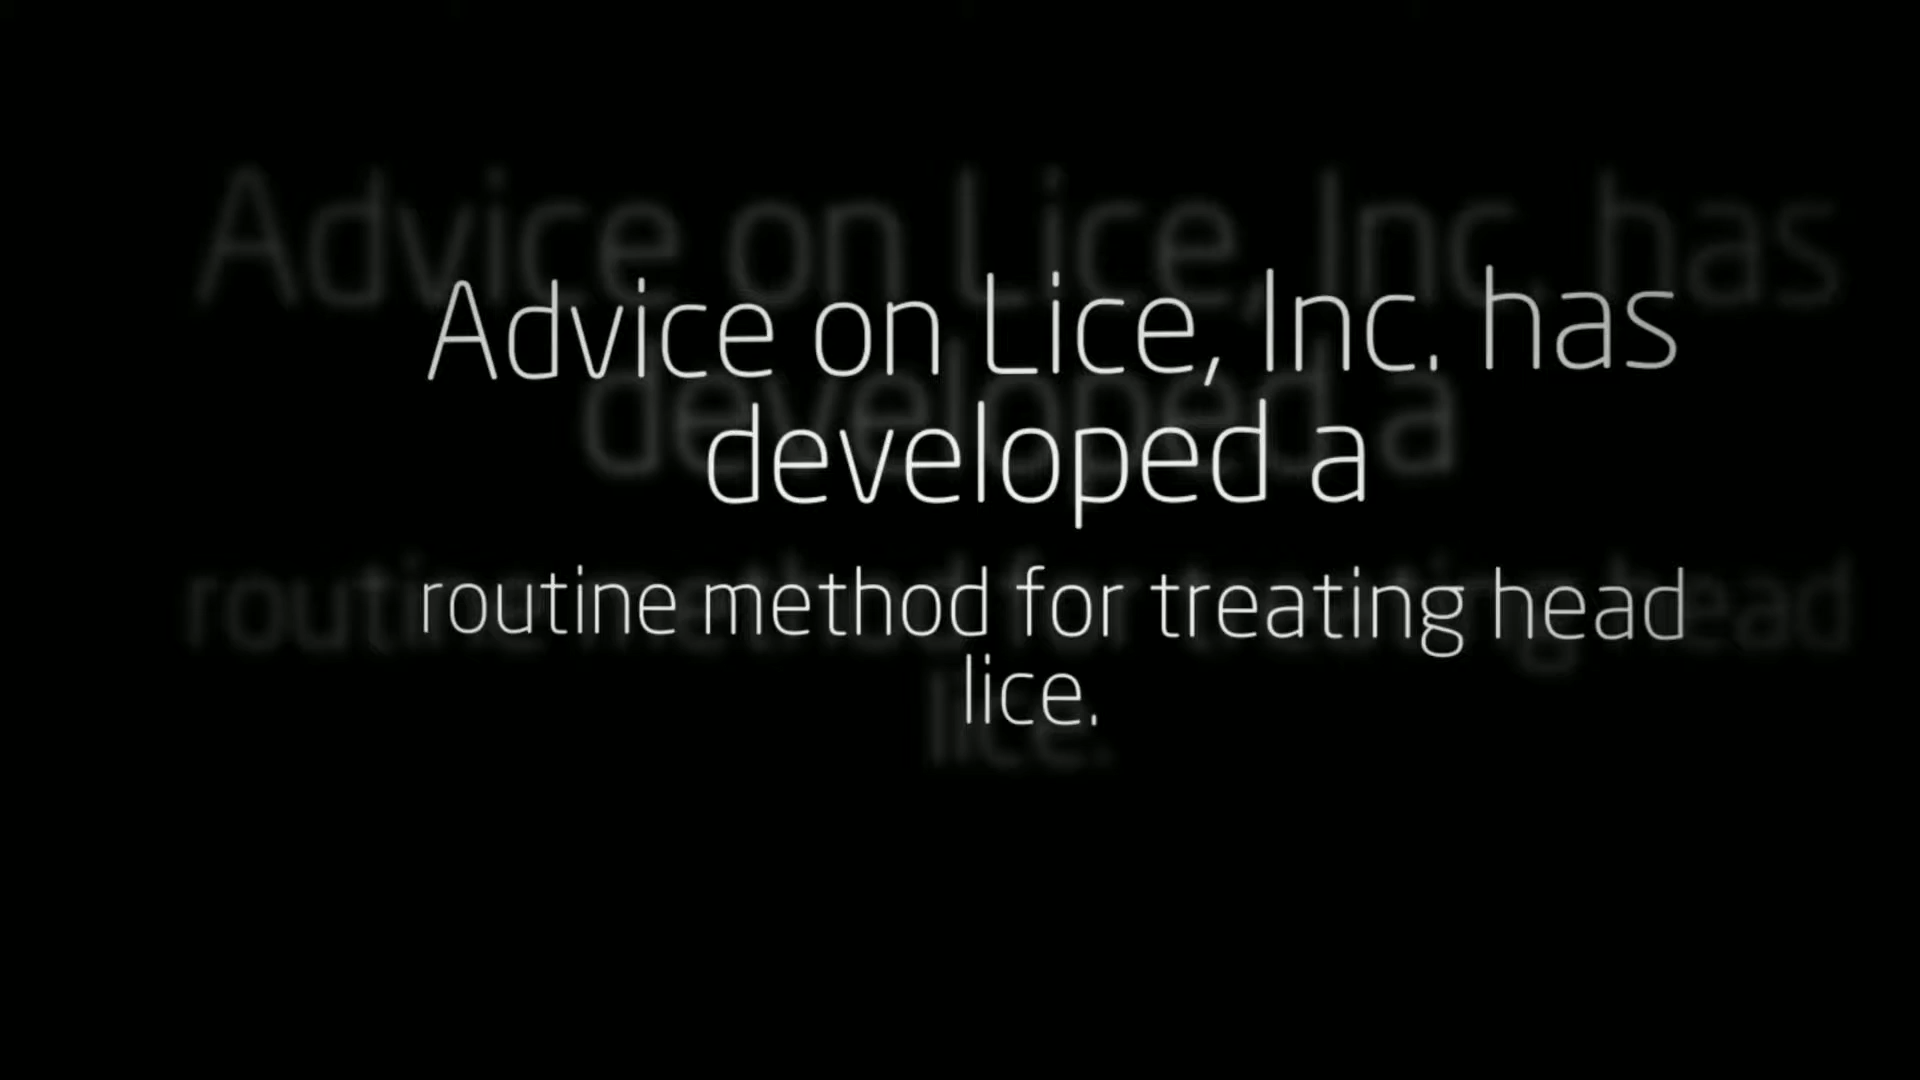 Advice on Lice, Inc. has
developed a
routine method for treating head
lice.